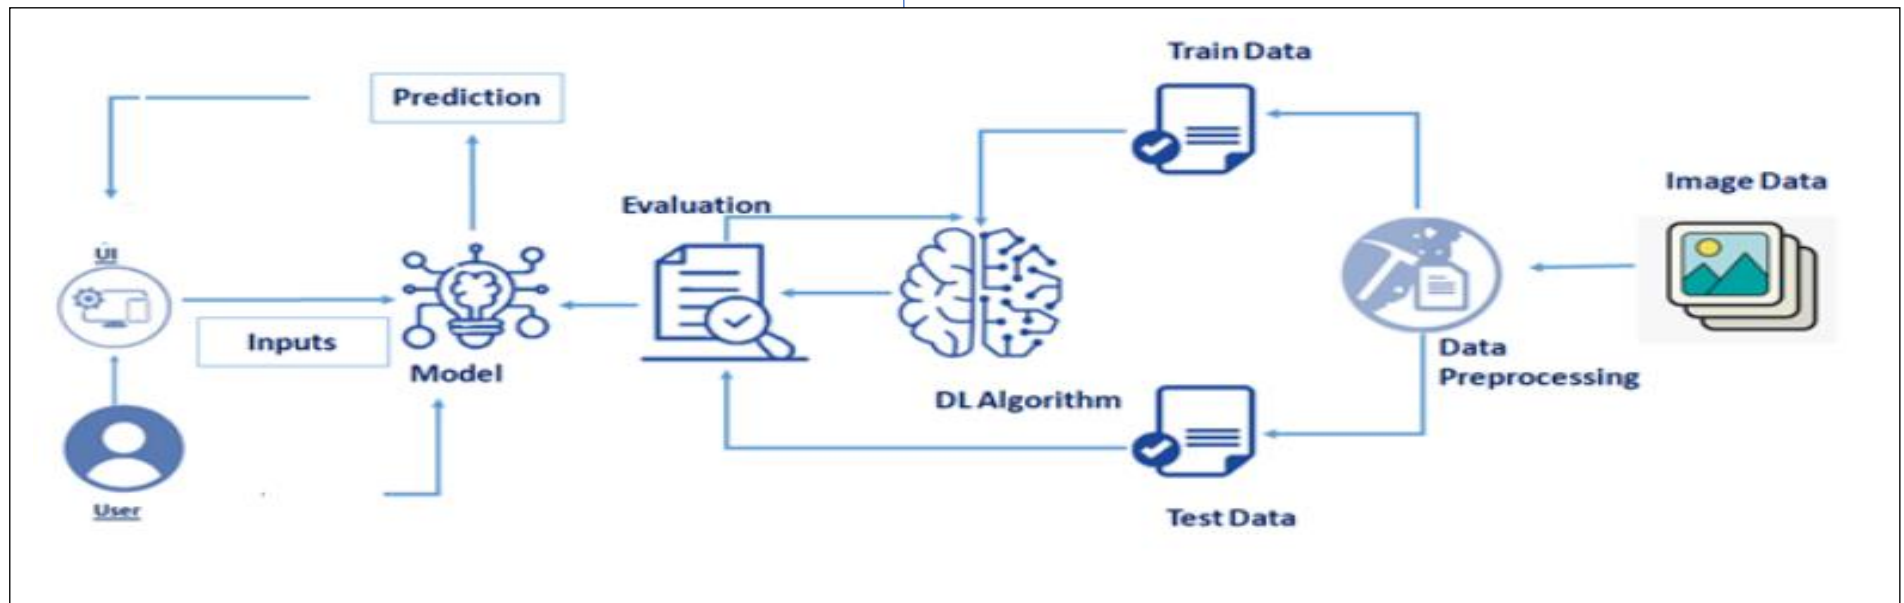 Train Data
Prediction
Image Data
Evaluation
UI
Inputs
Data
Preprocessing
Model
DL Algorithm
User
Test Data